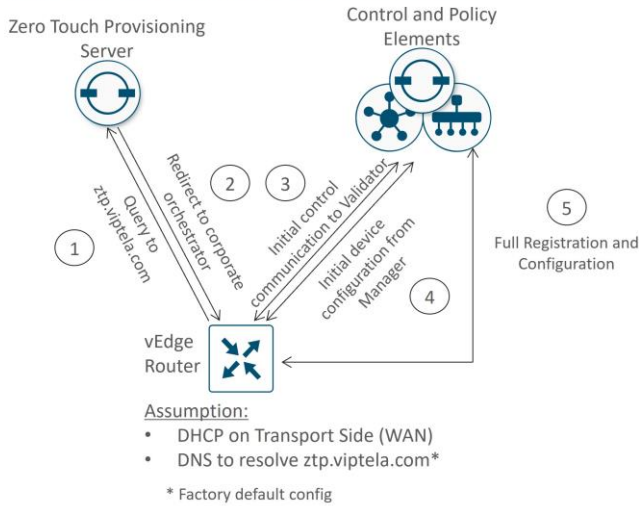 Zero Touch Provisioning
Server
Control and Policy
Elements
1
Query to
ztp.viptela.com
Redirect to corporate
orchestrator
2
3
Initial control
communication to Validator
Initial device
configuration from
Manager
4
5
Full Registration and
Configuration
vEdge
Router
Assumption:
• DHCP on Transport Side (WAN)
• DNS to resolve ztp.viptela.com*
* Factory default config